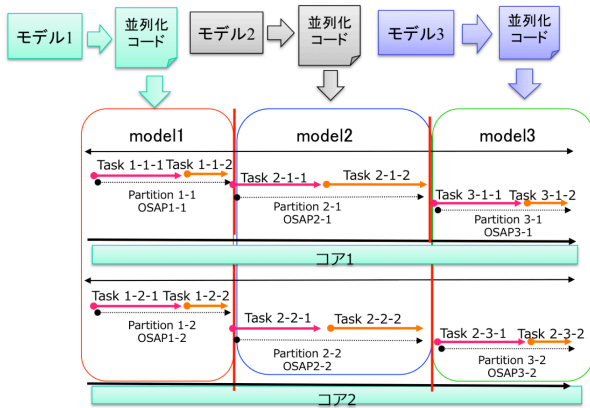 モデル1
並列化
コード
モデル2
並列化
コード
モデル3
並列化
コード
model1
model2
model3
Task 1-1-1
Task 1-1-2
Task 2-1-1
Task 2-1-2
Task 3-1-1
Task 3-1-2
Partition 1-1
OSAP1-1
Partition 2-1
OSAP2-1
Partition 3-1
OSAP3-1
コア1
Task 1-2-1
Task 1-2-2
Task 2-2-1
Task 2-2-2
Task 2-3-1
Task 2-3-2
Partition 1-2
OSAP1-2
Partition 2-2
OSAP2-2
Partition 3-2
OSAP3-2
コア2